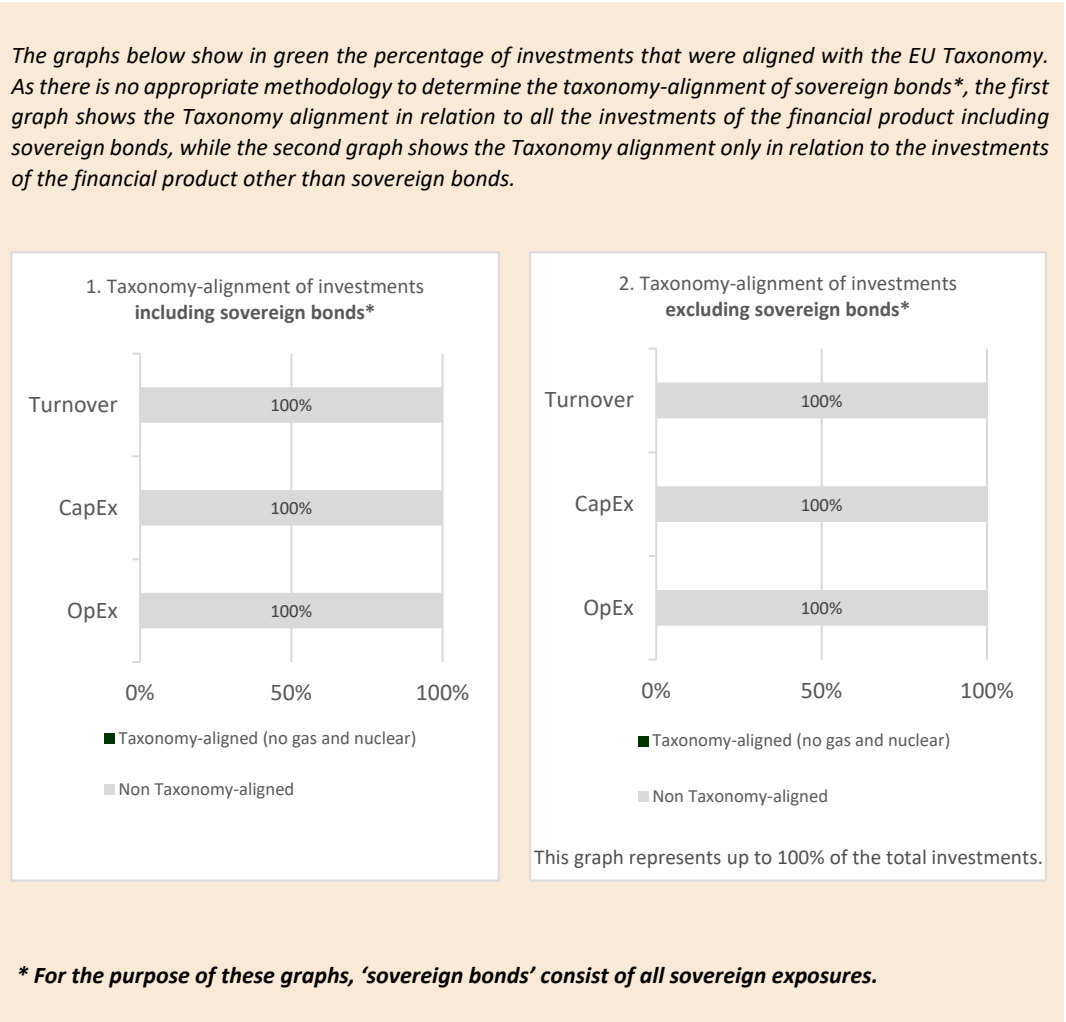 The graphs below show in green the percentage of investments that were aligned with the EU Taxonomy.
As there is no appropriate methodology to determine the taxonomy-alignment of sovereign bonds*, the first
graph shows the Taxonomy alignment in relation to all the investments of the financial product including
sovereign bonds, while the second graph shows the Taxonomy alignment only in relation to the investments
of the financial product other than sovereign bonds.
1. Taxonomy-alignment of investments
including sovereign bonds*
Turnover
100%
CapEx
100%
OpEx
100%
0% 50% 100%
Taxonomy-aligned (no gas and nuclear)
Non Taxonomy-aligned
2. Taxonomy-alignment of investments
excluding sovereign bonds*
Turnover
100%
CapEx
100%
OpEx
100%
0% 50% 100%
Taxonomy-aligned (no gas and nuclear)
Non Taxonomy-aligned
This graph represents up to 100% of the total investments.
* For the purpose of these graphs, ‘sovereign bonds’ consist of all sovereign exposures.